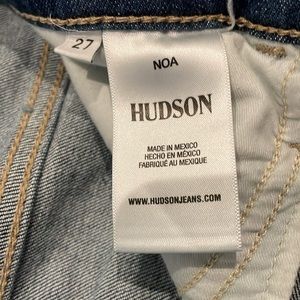 27
NOA
HUDSON
MADE IN MEXICO
HECHO EN MÉXICO
FABRIQUÉ AU MEXIQUE
WWW.HUDSONJEANS.COM